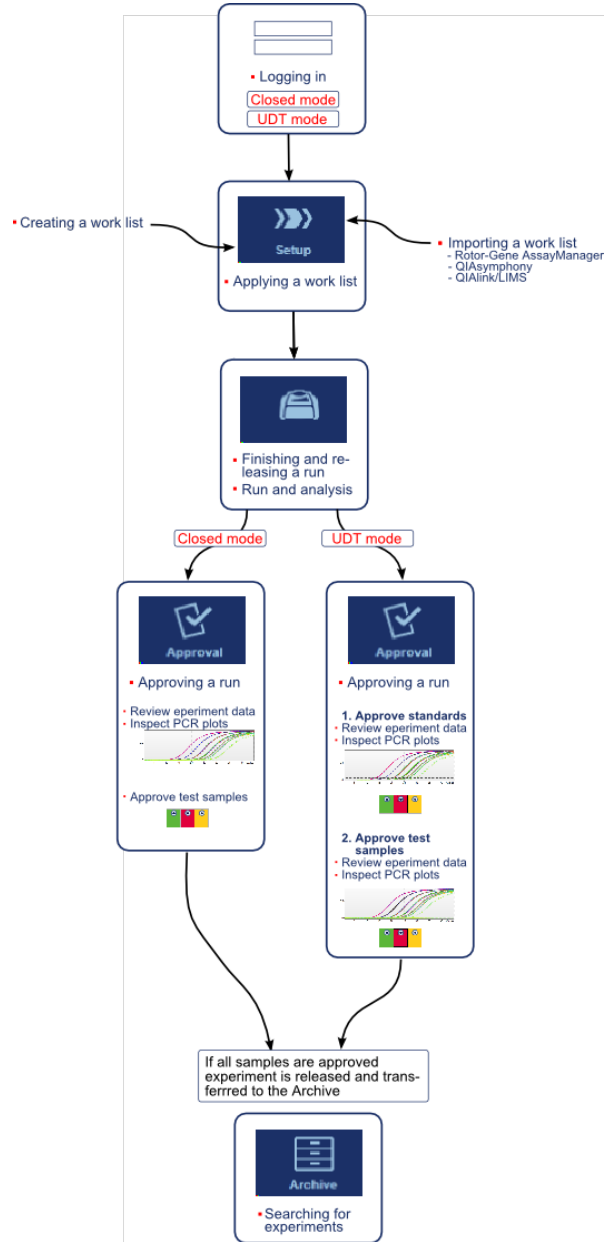 Logging in
Closed mode
UDT mode
Creating a work list
Setup
Applying a work list
Importing a work list
- Rotor-Gene AssayManager
- QIAsymphony
- QIAlink/LIMS
Finishing and re-
leasing a run
Run and analysis
Closed mode
UDT mode
Approval
Approving a run
Review eperiment data
Inspect PCR plots
Approve test samples
Approval
Approving a run
1. Approve standards
Review eperiment data
Inspect PCR plots
2. Approve test
samples
Review eperiment data
Inspect PCR plots
If all samples are approved
experiment is released and trans-
ferrred to the Archive
Archive
Searching for
experiments